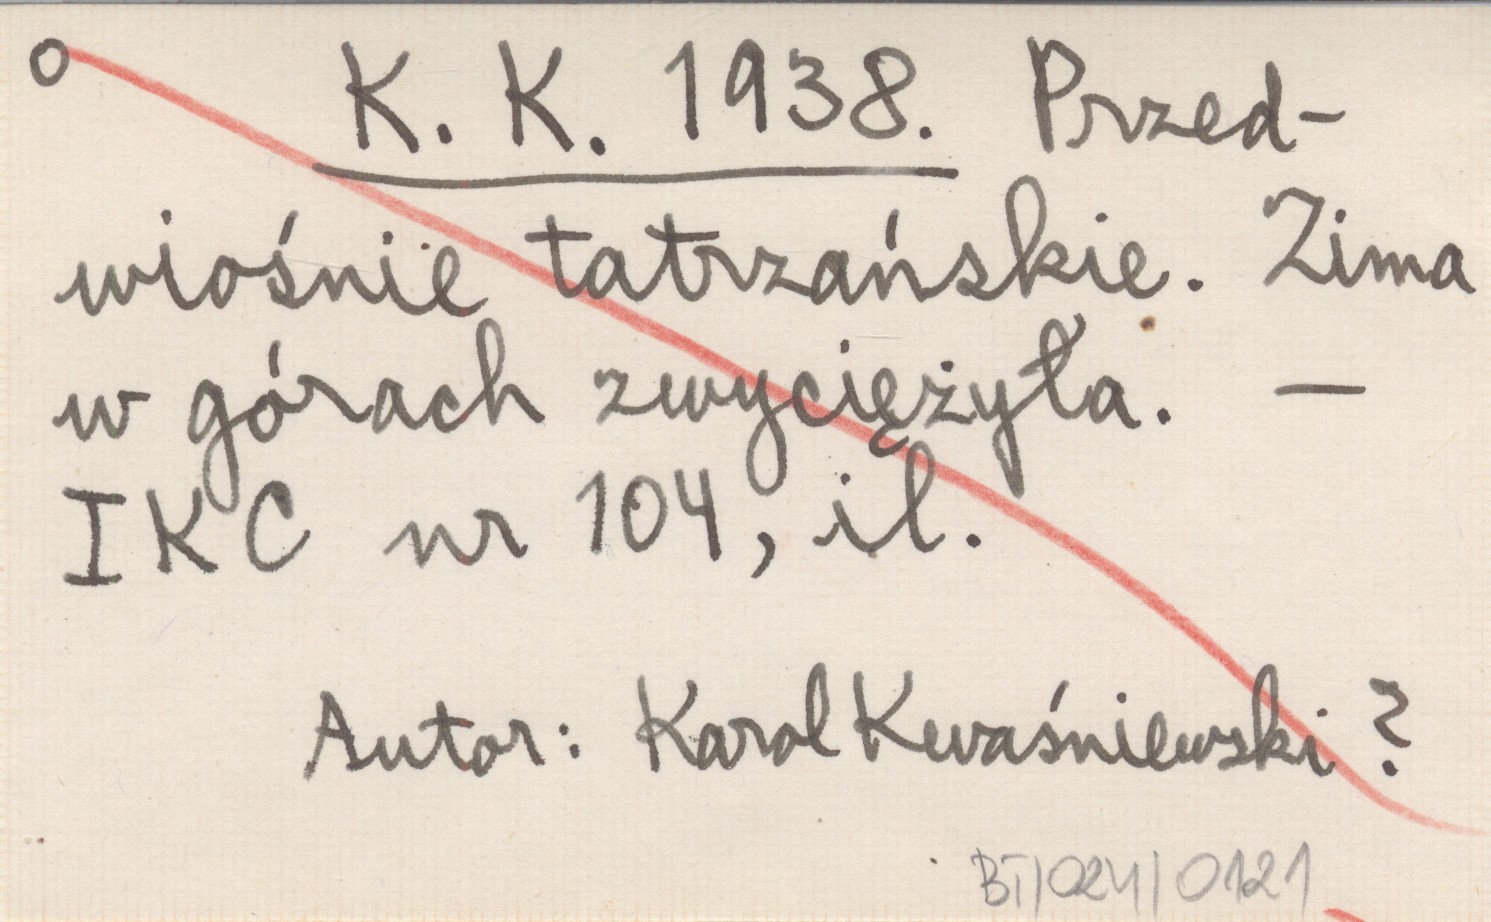 K. K. 1938. Przed-
wiośnie tatrzańskie. Zima
w górach zwyciężyła. —
IKC nr 104, il.
Autor: Karol Kwaśniewski ?
BT/024/0121